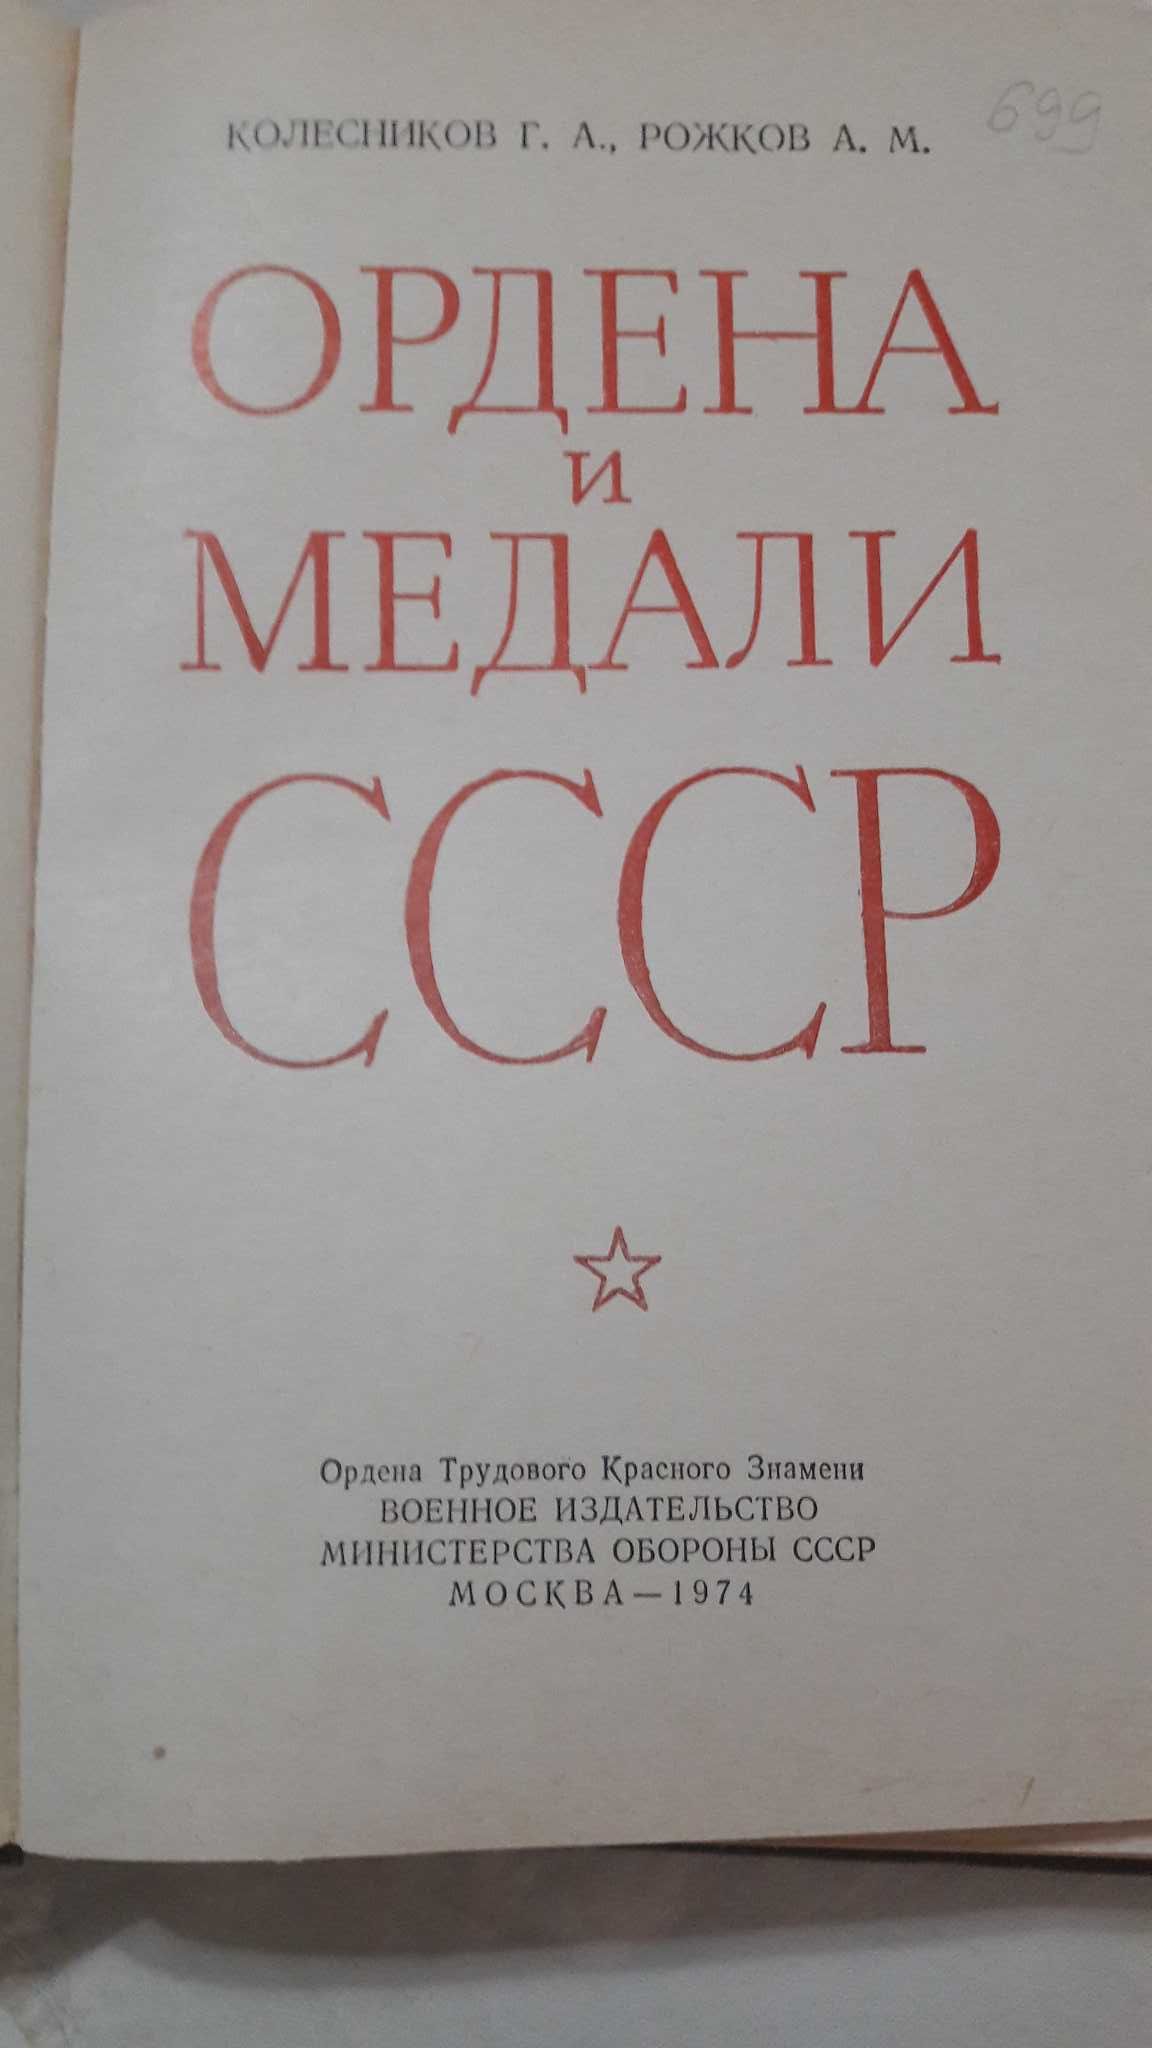 699
КОЛЕСНИКОВ Г. А., РОЖКОВ А. М.
ОРДЕНА
и
МЕДАЛИ
СССР
Ордена Трудового Красного Знамени
ВОЕННОЕ ИЗДАТЕЛЬСТВО
МИНИСТЕРСТВА ОБОРОНЫ СССР
МОСКВА — 1974